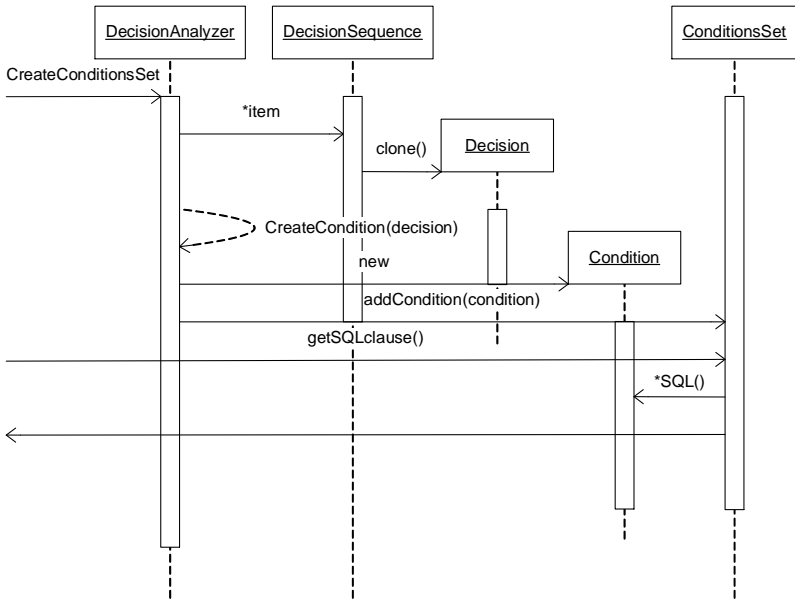 DecisionAnalyzer
DecisionSequence
ConditionsSet
CreateConditionsSet
*item
clone()
Decision
CreateCondition(decision)
new
Condition
addCondition(condition)
getSQLclause()
*SQL()